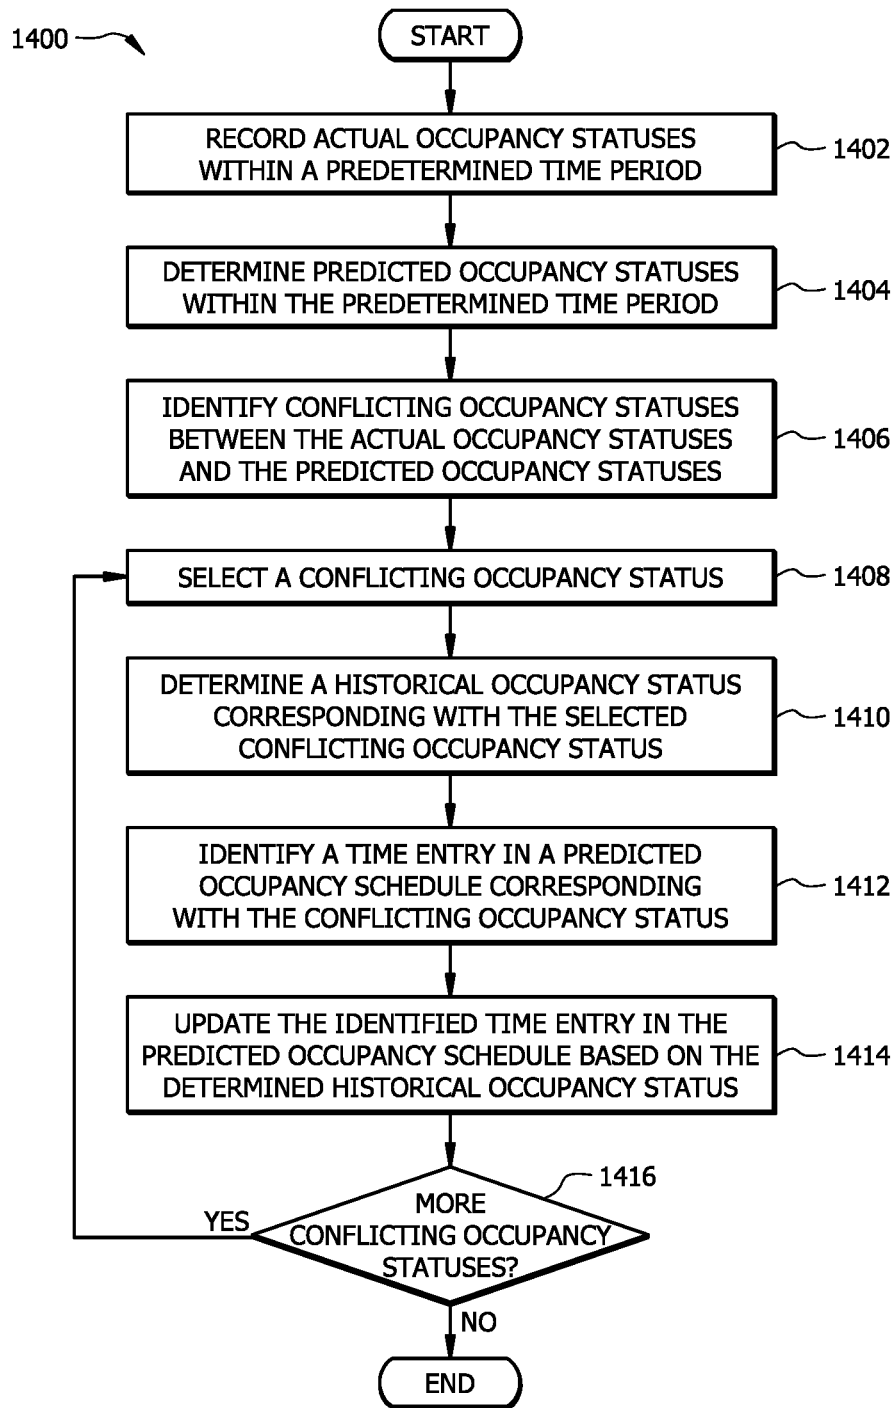 1400
START
RECORD ACTUAL OCCUPANCY STATUSES
WITHIN A PREDETERMINED TIME PERIOD
1402
DETERMINE PREDICTED OCCUPANCY STATUSES
WITHIN THE PREDETERMINED TIME PERIOD
1404
IDENTIFY CONFLICTING OCCUPANCY STATUSES
BETWEEN THE ACTUAL OCCUPANCY STATUSES
AND THE PREDICTED OCCUPANCY STATUSES
1406
SELECT A CONFLICTING OCCUPANCY STATUS
1408
DETERMINE A HISTORICAL OCCUPANCY STATUS
CORRESPONDING WITH THE SELECTED
CONFLICTING OCCUPANCY STATUS
1410
IDENTIFY A TIME ENTRY IN A PREDICTED
OCCUPANCY SCHEDULE CORRESPONDING
WITH THE CONFLICTING OCCUPANCY STATUS
1412
UPDATE THE IDENTIFIED TIME ENTRY IN THE
PREDICTED OCCUPANCY SCHEDULE BASED ON THE
DETERMINED HISTORICAL OCCUPANCY STATUS
1414
1416
MORE
CONFLICTING OCCUPANCY
STATUSES?
YES
NO
END